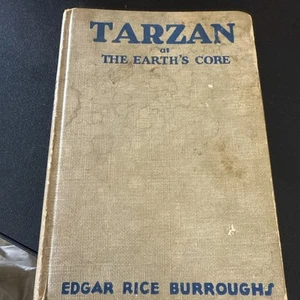 TARZAN
at
THE EARTH'S CORE
EDGAR RICE BURROUGHS